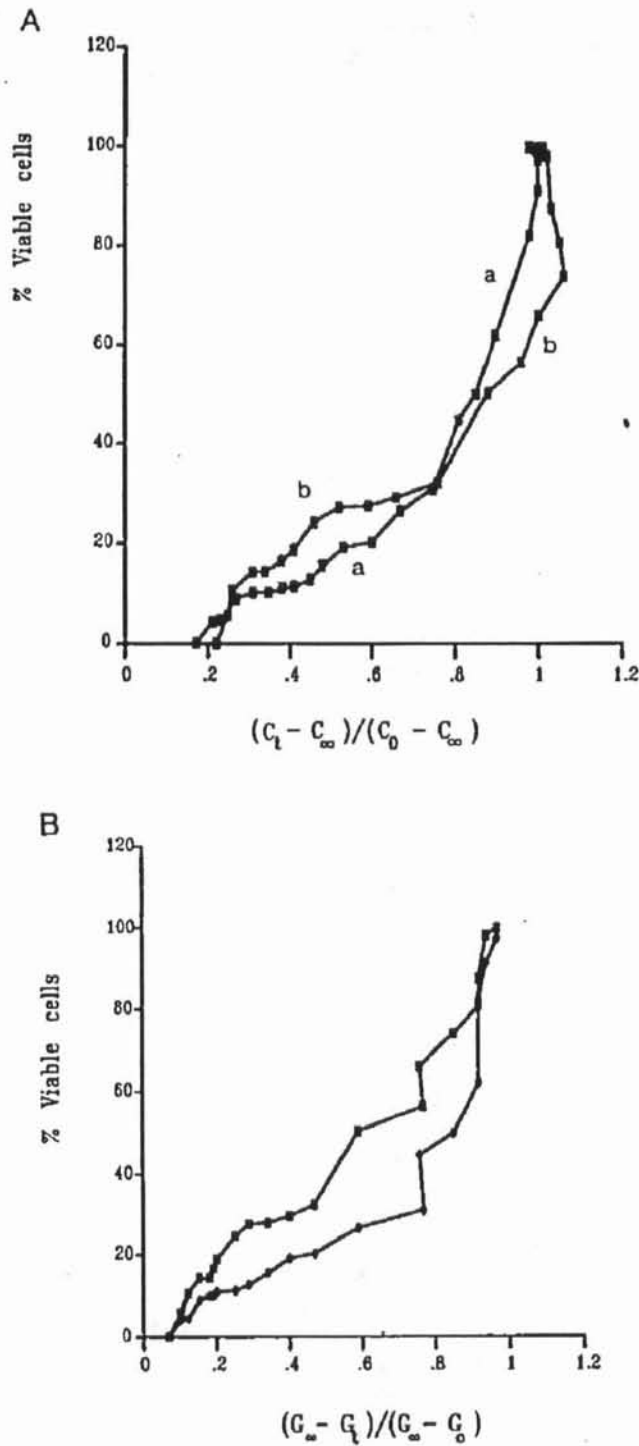 A
120
100
80
60
40
20
0
% Viable cells
a
b
b
a
0 .2 .4 .6 .8 1 1.2
(C_t - C_∞)/(C_0 - C_∞)
B
120
100
80
60
40
20
0
% Viable cells
0 .2 .4 .6 .8 1 1.2
(G_∞ - G_t)/(G_∞ - G_0)